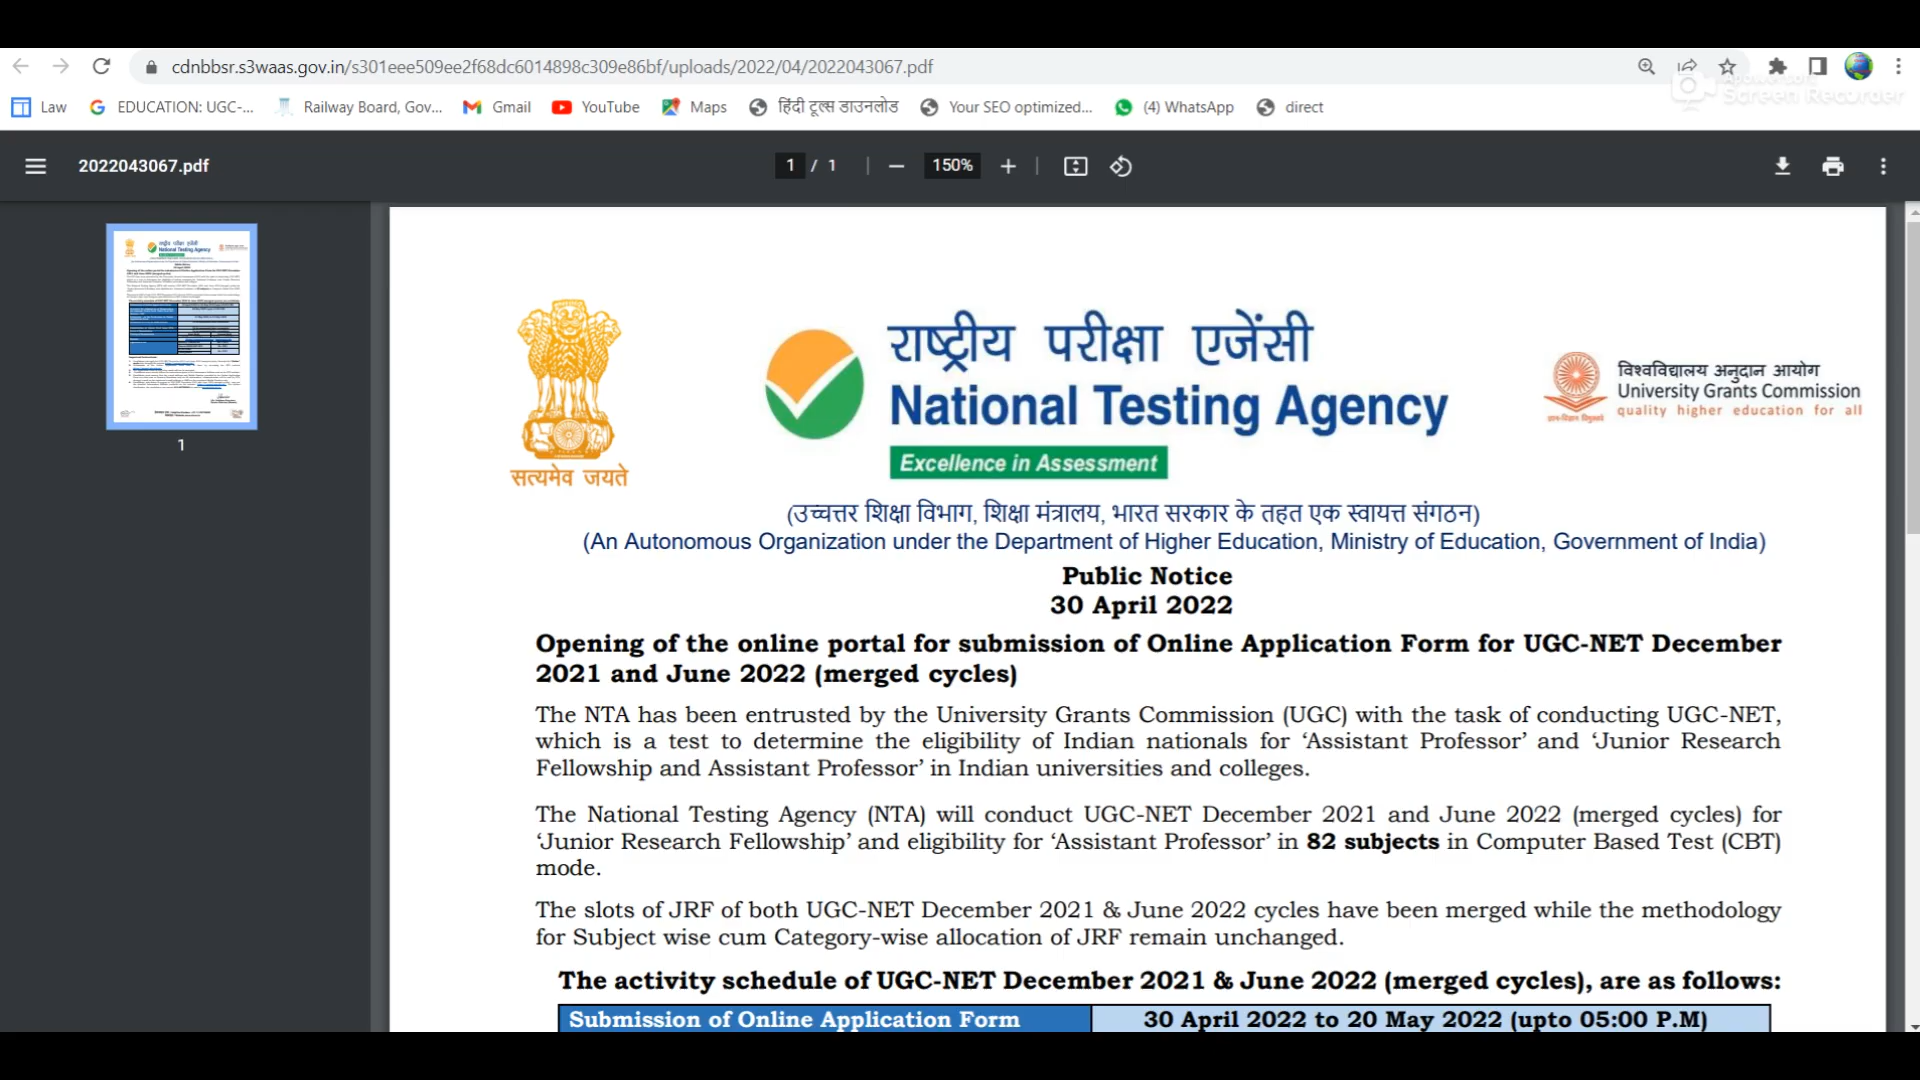 cdnbbsr.s3waas.gov.in/s301eee509ee2f68dc6014898c309e86bf/uploads/2022/04/2022043067.pdf
Screen Recorder
Law EDUCATION: UGC-... Railway Board, Gov... Gmail YouTube Maps हिंदी टूल्स डाउनलोड Your SEO optimized... (4) WhatsApp direct
2022043067.pdf 1 / 1 150%
1
सत्यमेव जयते
राष्ट्रीय परीक्षा एजेंसी
National Testing Agency
Excellence in Assessment
विश्वविद्यालय अनुदान आयोग
University Grants Commission
quality higher education for all
(उच्चत्तर शिक्षा विभाग, शिक्षा मंत्रालय, भारत सरकार के तहत एक स्वायत्त संगठन)
(An Autonomous Organization under the Department of Higher Education, Ministry of Education, Government of India)
Public Notice
30 April 2022
Opening of the online portal for submission of Online Application Form for UGC-NET December
2021 and June 2022 (merged cycles)
The NTA has been entrusted by the University Grants Commission (UGC) with the task of conducting UGC-NET,
which is a test to determine the eligibility of Indian nationals for ‘Assistant Professor’ and ‘Junior Research
Fellowship and Assistant Professor’ in Indian universities and colleges.
The National Testing Agency (NTA) will conduct UGC-NET December 2021 and June 2022 (merged cycles) for
‘Junior Research Fellowship’ and eligibility for ‘Assistant Professor’ in 82 subjects in Computer Based Test (CBT)
mode.
The slots of JRF of both UGC-NET December 2021 & June 2022 cycles have been merged while the methodology
for Subject wise cum Category-wise allocation of JRF remain unchanged.
The activity schedule of UGC-NET December 2021 & June 2022 (merged cycles), are as follows:
Submission of Online Application Form 30 April 2022 to 20 May 2022 (upto 05:00 P.M)